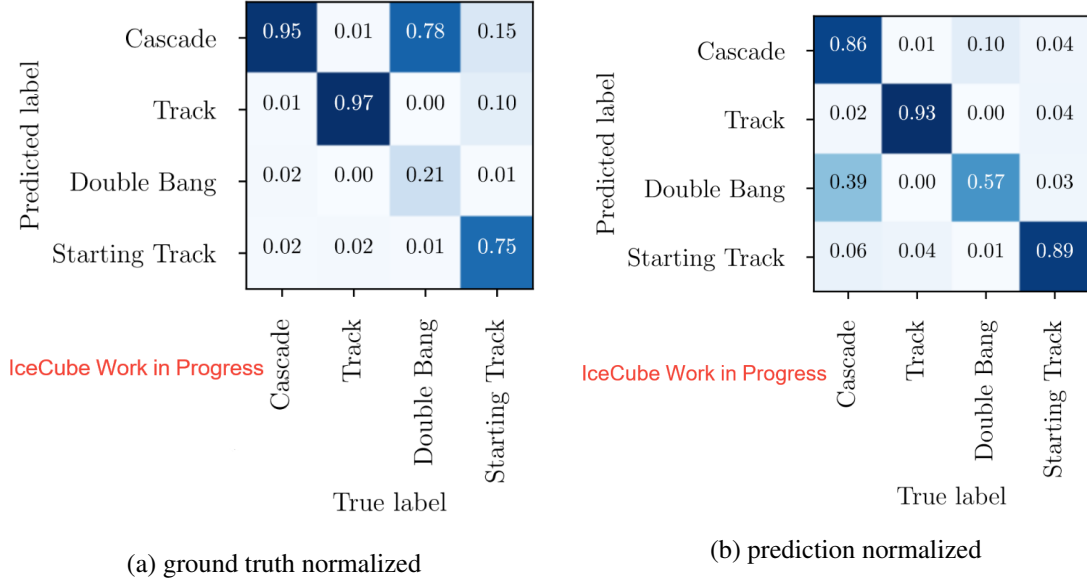 Predicted label
Cascade 0.95 0.01 0.78 0.15
Track 0.01 0.97 0.00 0.10
Double Bang 0.02 0.00 0.21 0.01
Starting Track 0.02 0.02 0.01 0.75
Cascade
Track
Double Bang
Starting Track
IceCube Work in Progress
True label
(a) ground truth normalized
Predicted label
Cascade 0.86 0.01 0.10 0.04
Track 0.02 0.93 0.00 0.04
Double Bang 0.39 0.00 0.57 0.03
Starting Track 0.06 0.04 0.01 0.89
Cascade
Track
Double Bang
Starting Track
IceCube Work in Progress
True label
(b) prediction normalized